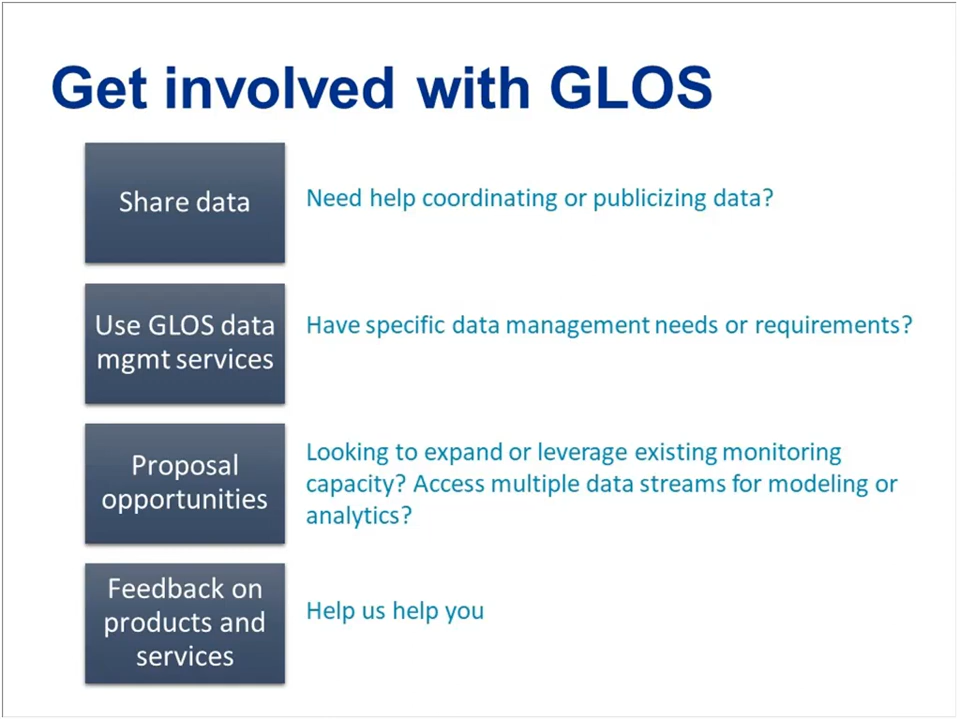 Get involved with GLOS
Share data
Need help coordinating or publicizing data?
Use GLOS data
mgmt services
Have specific data management needs or requirements?
Proposal
opportunities
Looking to expand or leverage existing monitoring
capacity? Access multiple data streams for modeling or
analytics?
Feedback on
products and
services
Help us help you